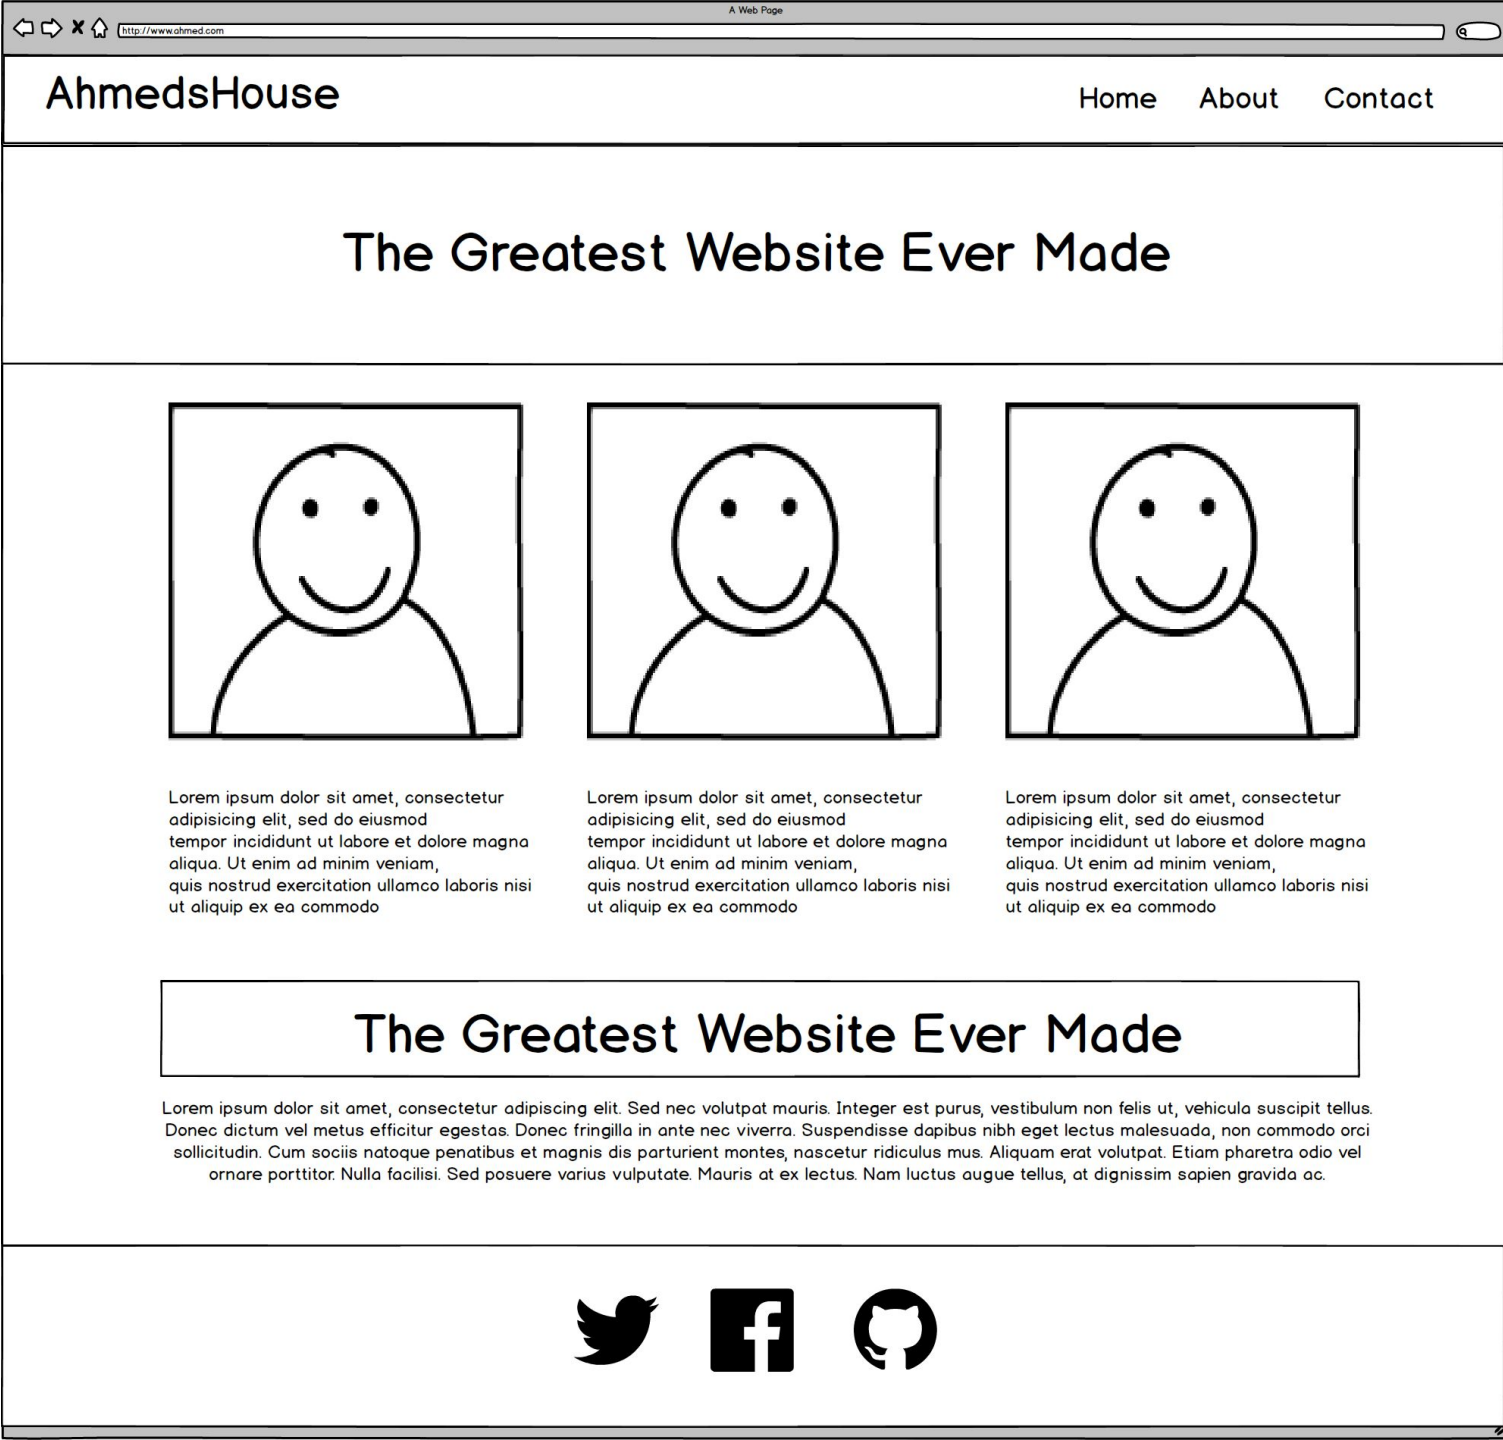 A Web Page
http://www.ahmed.com
AhmedsHouse
Home About Contact
The Greatest Website Ever Made
Lorem ipsum dolor sit amet, consectetur
adipisicing elit, sed do eiusmod
tempor incididunt ut labore et dolore magna
aliqua. Ut enim ad minim veniam,
quis nostrud exercitation ullamco laboris nisi
ut aliquip ex ea commodo
Lorem ipsum dolor sit amet, consectetur
adipisicing elit, sed do eiusmod
tempor incididunt ut labore et dolore magna
aliqua. Ut enim ad minim veniam,
quis nostrud exercitation ullamco laboris nisi
ut aliquip ex ea commodo
Lorem ipsum dolor sit amet, consectetur
adipisicing elit, sed do eiusmod
tempor incididunt ut labore et dolore magna
aliqua. Ut enim ad minim veniam,
quis nostrud exercitation ullamco laboris nisi
ut aliquip ex ea commodo
The Greatest Website Ever Made
Lorem ipsum dolor sit amet, consectetur adipiscing elit. Sed nec volutpat mauris. Integer est purus, vestibulum non felis ut, vehicula suscipit tellus.
Donec dictum vel metus efficitur egestas. Donec fringilla in ante nec viverra. Suspendisse dapibus nibh eget lectus malesuada, non commodo orci
sollicitudin. Cum sociis natoque penatibus et magnis dis parturient montes, nascetur ridiculus mus. Aliquam erat volutpat. Etiam pharetra odio vel
ornare porttitor. Nulla facilisi. Sed posuere varius vulputate. Mauris at ex lectus. Nam luctus augue tellus, at dignissim sapien gravida ac.